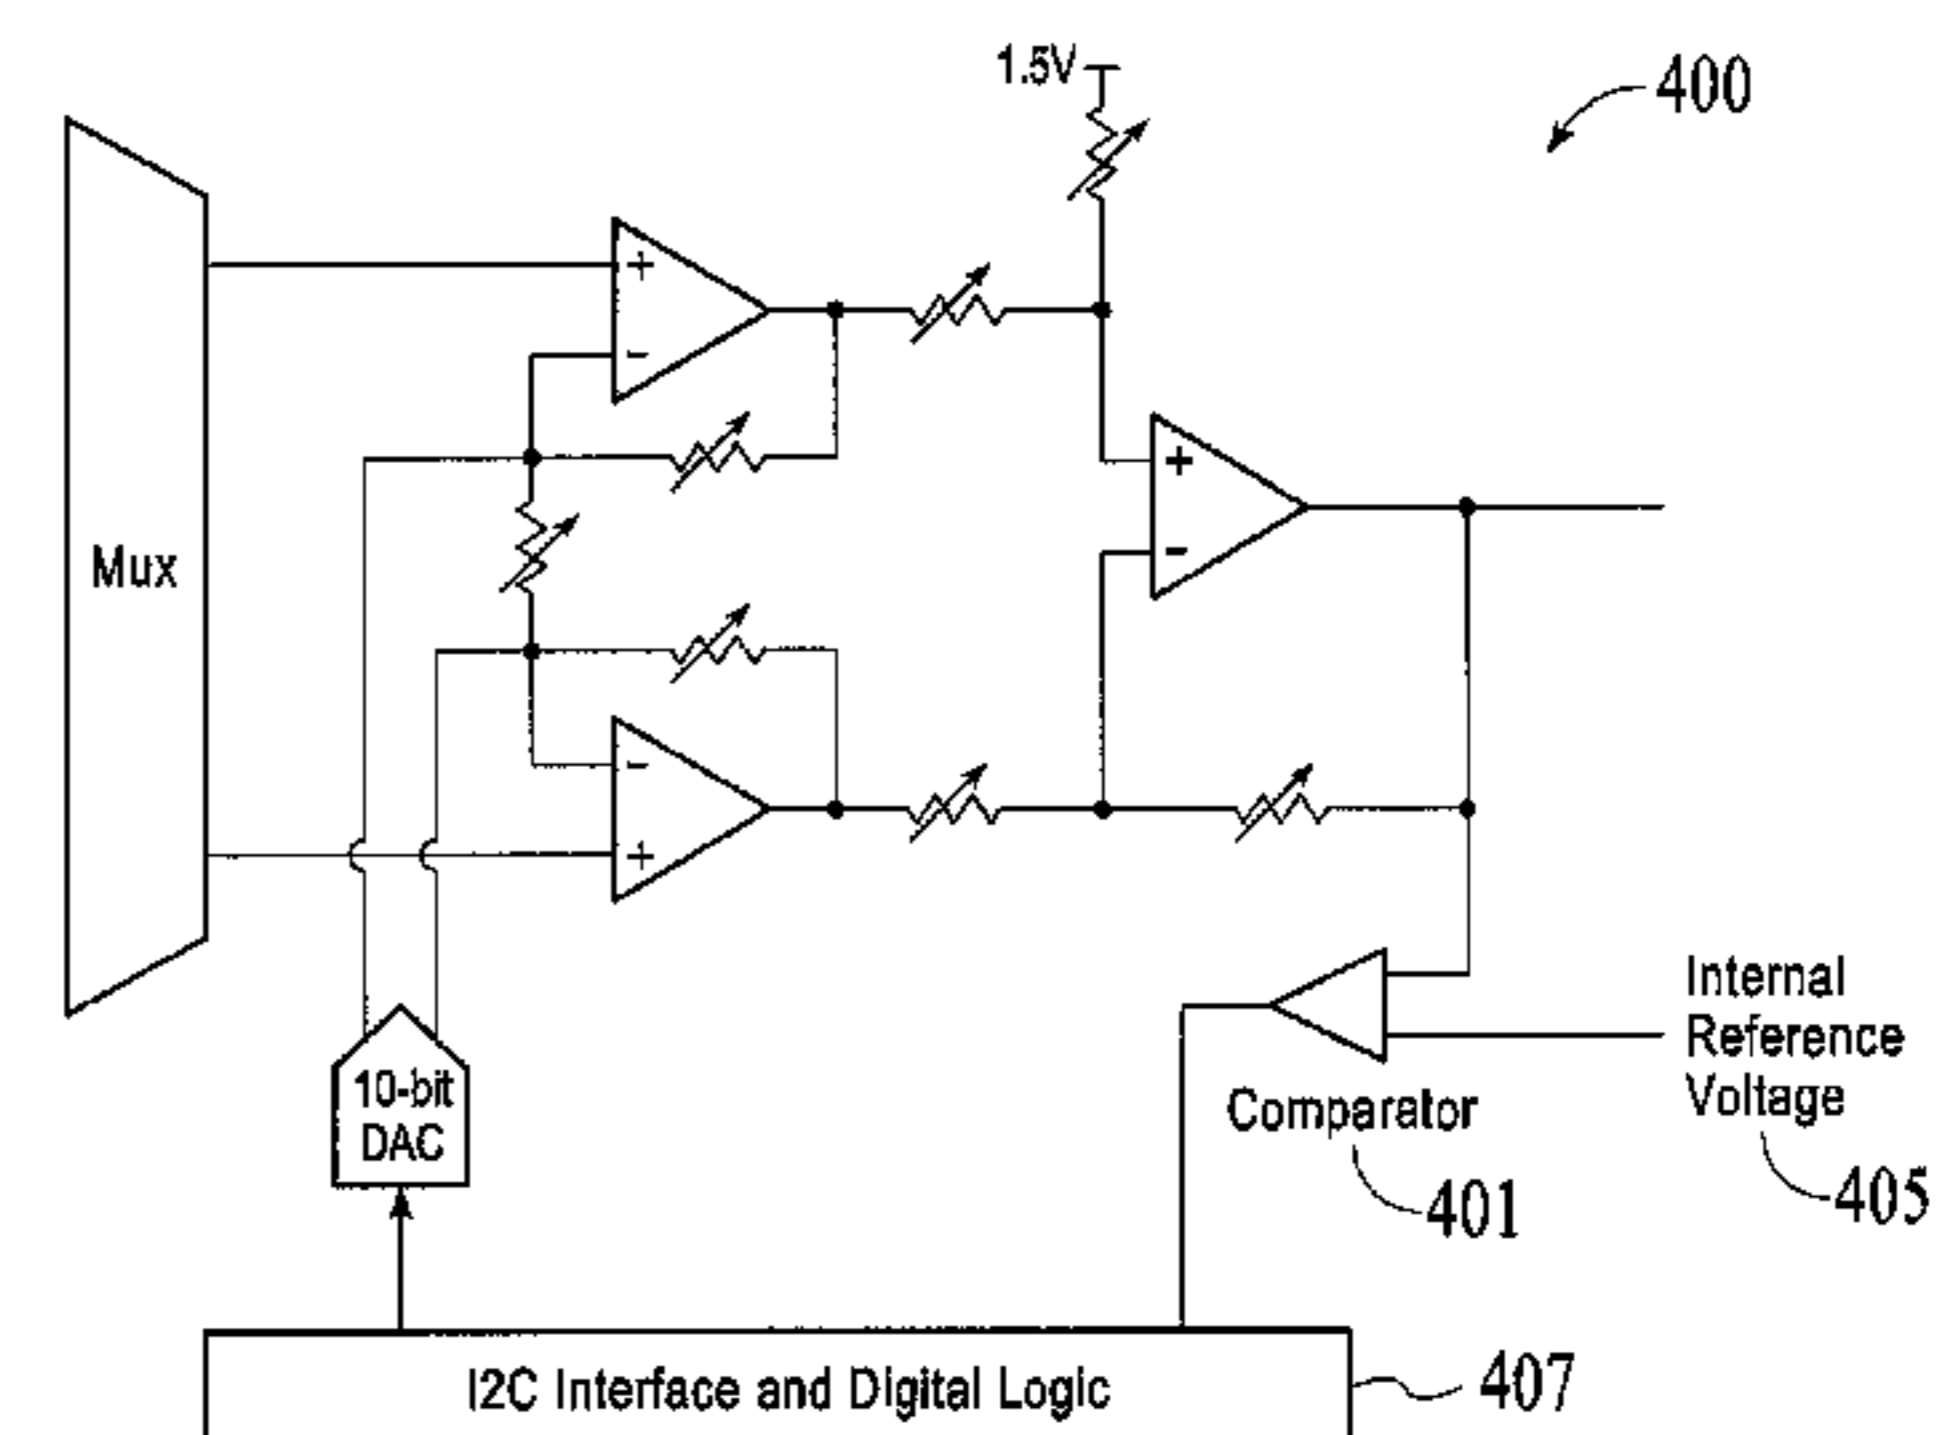 1.5V
400
+
-
Mux
+
-
-
+
10-bit
DAC
Internal
Reference
Voltage
Comparator
401
405
I2C Interface and Digital Logic
407